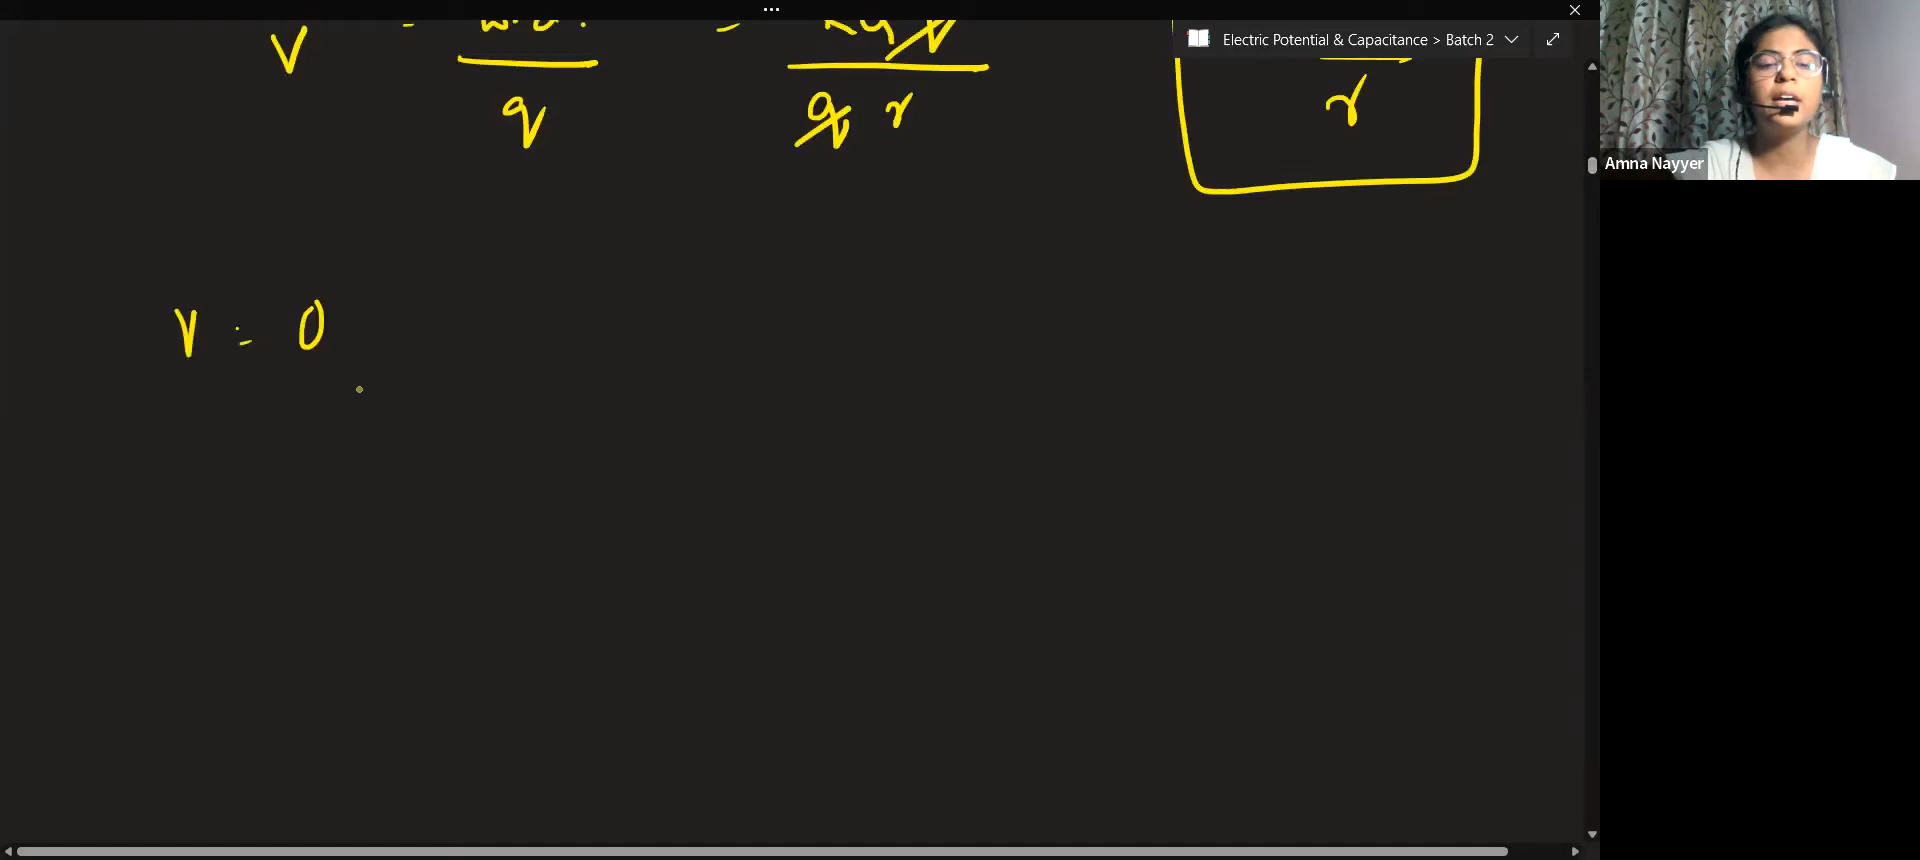 Electric Potential & Capacitance > Batch 2
V = =
q
q r
r
Amna Nayyer
V = 0